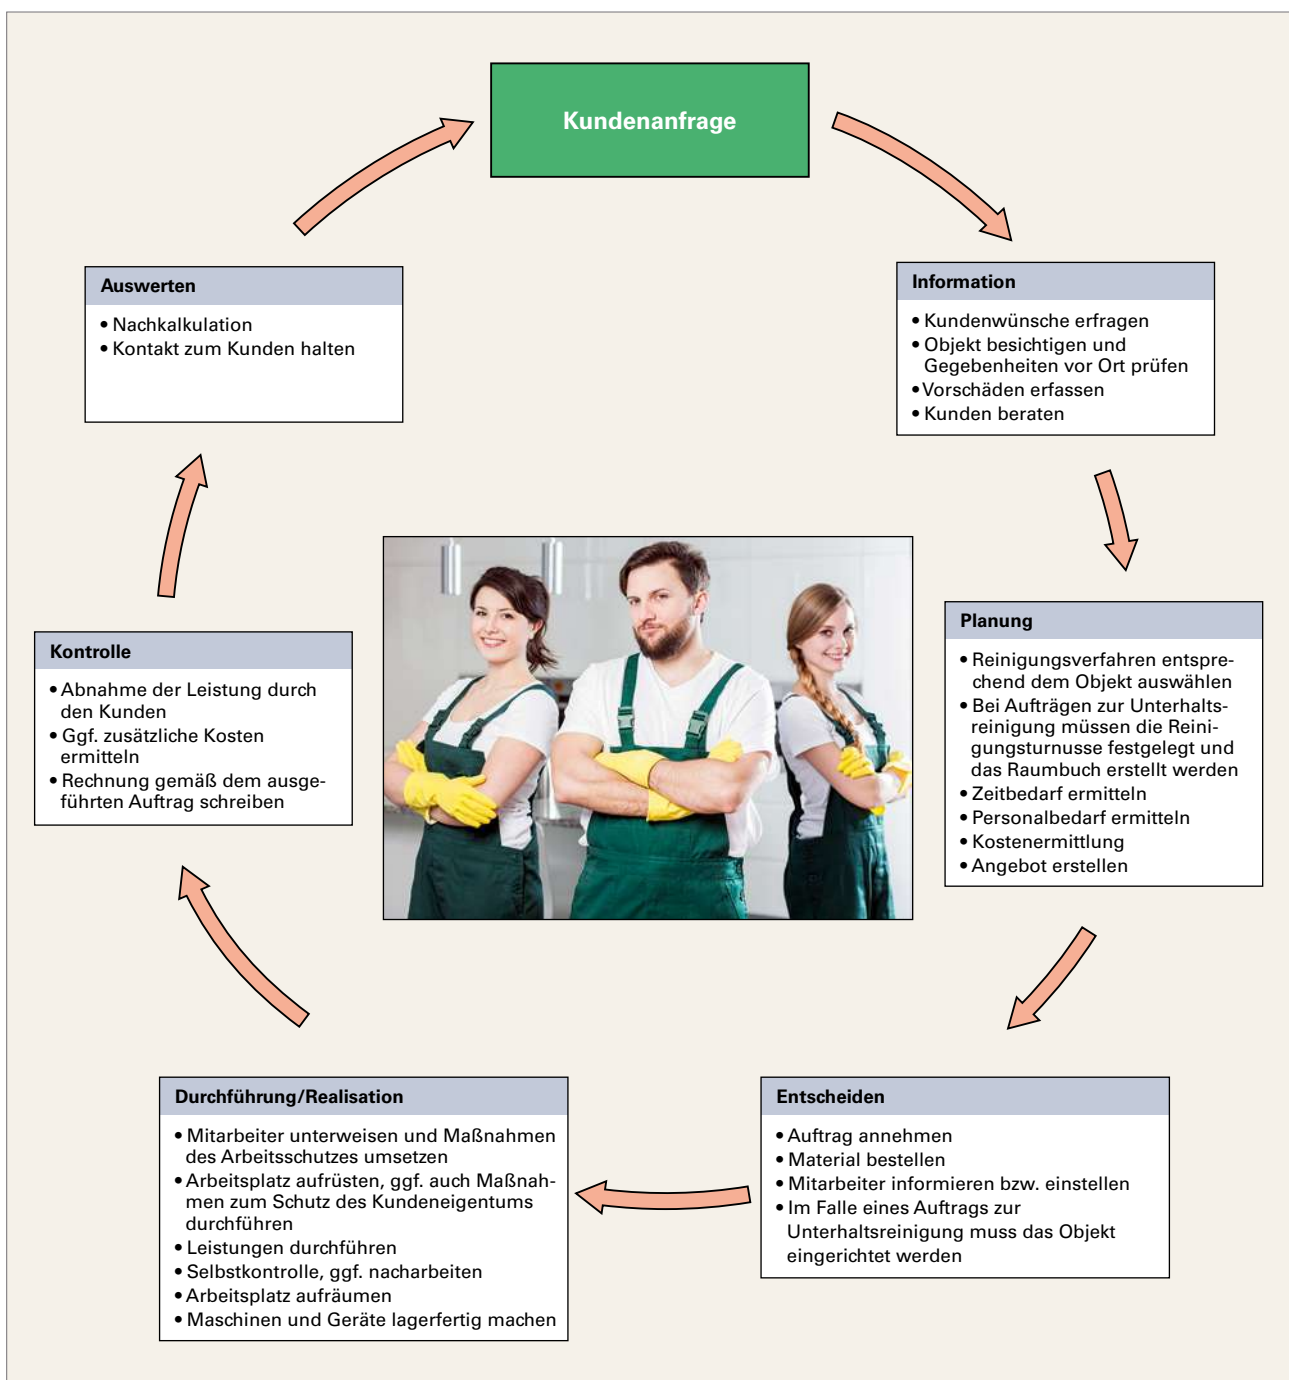 Kundenanfrage
Information
• Kundenwünsche erfragen
• Objekt besichtigen und
Gegebenheiten vor Ort prüfen
• Vorschäden erfassen
• Kunden beraten
Planung
• Reinigungsverfahren entspre-
chend dem Objekt auswählen
• Bei Aufträgen zur Unterhalts-
reinigung müssen die Reini-
gungsturnusse festgelegt und
das Raumbuch erstellt werden
• Zeitbedarf ermitteln
• Personalbedarf ermitteln
• Kostenermittlung
• Angebot erstellen
Entscheiden
• Auftrag annehmen
• Material bestellen
• Mitarbeiter informieren bzw. einstellen
• Im Falle eines Auftrags zur
Unterhaltsreinigung muss das Objekt
eingerichtet werden
Durchführung/Realisation
• Mitarbeiter unterweisen und Maßnahmen
des Arbeitsschutzes umsetzen
• Arbeitsplatz aufrüsten, ggf. auch Maßnah-
men zum Schutz des Kundeneigentums
durchführen
• Leistungen durchführen
• Selbstkontrolle, ggf. nacharbeiten
• Arbeitsplatz aufräumen
• Maschinen und Geräte lagerfertig machen
Kontrolle
• Abnahme der Leistung durch
den Kunden
• Ggf. zusätzliche Kosten
ermitteln
• Rechnung gemäß dem ausge-
führten Auftrag schreiben
Auswerten
• Nachkalkulation
• Kontakt zum Kunden halten